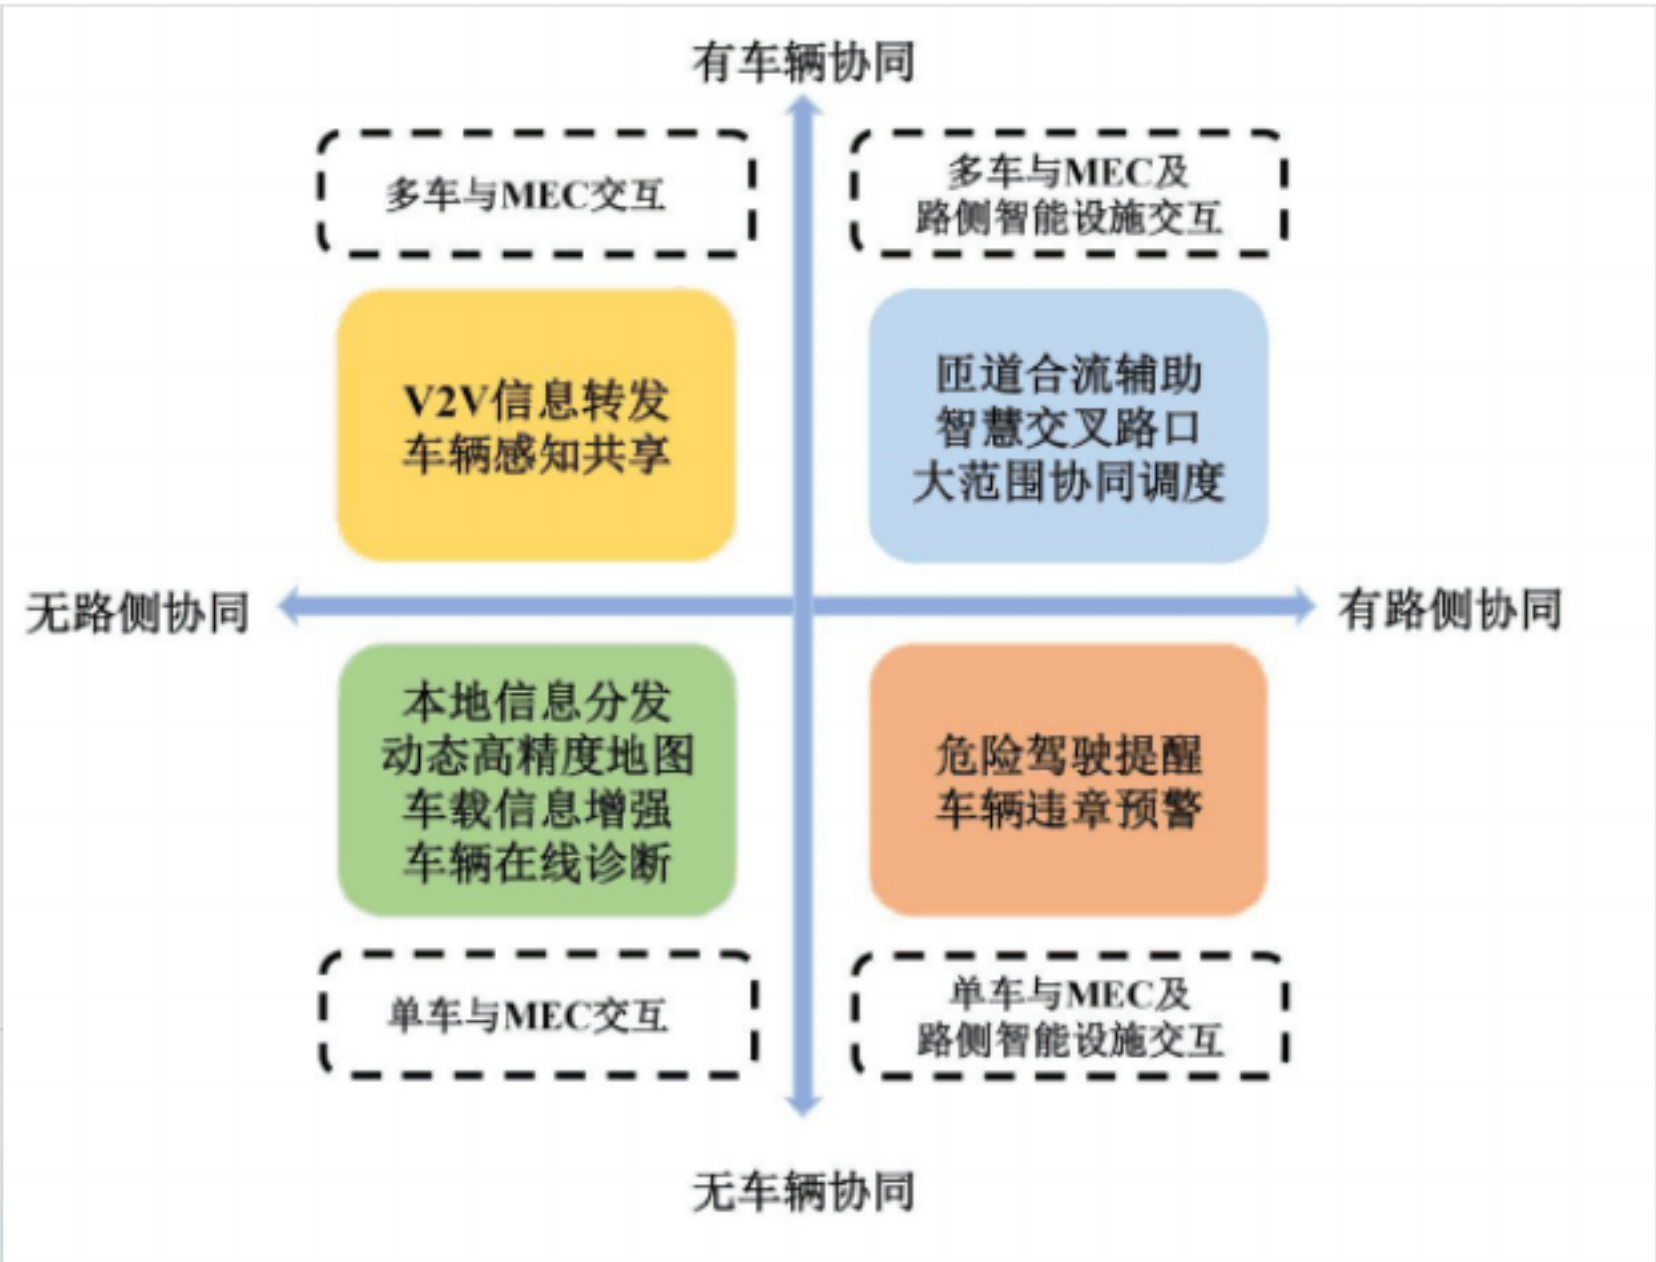 有车辆协同
多车与MEC交互
多车与MEC及
路侧智能设施交互
V2V信息转发
车辆感知共享
匝道合流辅助
智慧交叉路口
大范围协同调度
无路侧协同
有路侧协同
本地信息分发
动态高精度地图
车载信息增强
车辆在线诊断
危险驾驶提醒
车辆违章预警
单车与MEC交互
单车与MEC及
路侧智能设施交互
无车辆协同